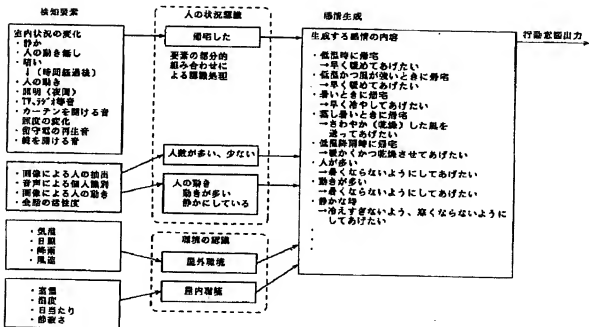 検知要素
室内状況の変化
・静か
・人の動き無し
・暗い
↓(時間経過後)
・人の動き
・照明(夜間)
・TV、ラジオ等音
・カーテンを開ける音
照度の変化
・留守電の再生音
・鍵を開ける音
・画像による人の抽出
・音声による個人識別
・画像による人の動き
・全部の活性度
・気温
・日照
・降雨
・風速
・室温
・湿度
・日当たり
・静寂さ
人の状況認識
帰宅した
要素の部分的
組み合わせに
よる認識処理
人数が多い、少ない
人の動き
動きが多い
静かにしている
環境の認識
屋外環境
屋内環境
感情生成
生成する感情の内容
・低温時に帰宅
→早く暖めてあげたい
・低温かつ風が強いときに帰宅
→早く暖めてあげたい
・暑いときに帰宅
→早く冷やしてあげたい
・蒸し暑いときに帰宅
→さわやか(乾燥)した風を
送ってあげたい
・低温降雨時に帰宅
→暖かくかつ乾燥させてあげたい
・人が多い
→暑くならないようにしてあげたい
・動きが多い
→暑くならないようにしてあげたい
・静かな時
→冷えすぎないよう、寒くならないように
してあげたい
・
・
・
行動意図出力